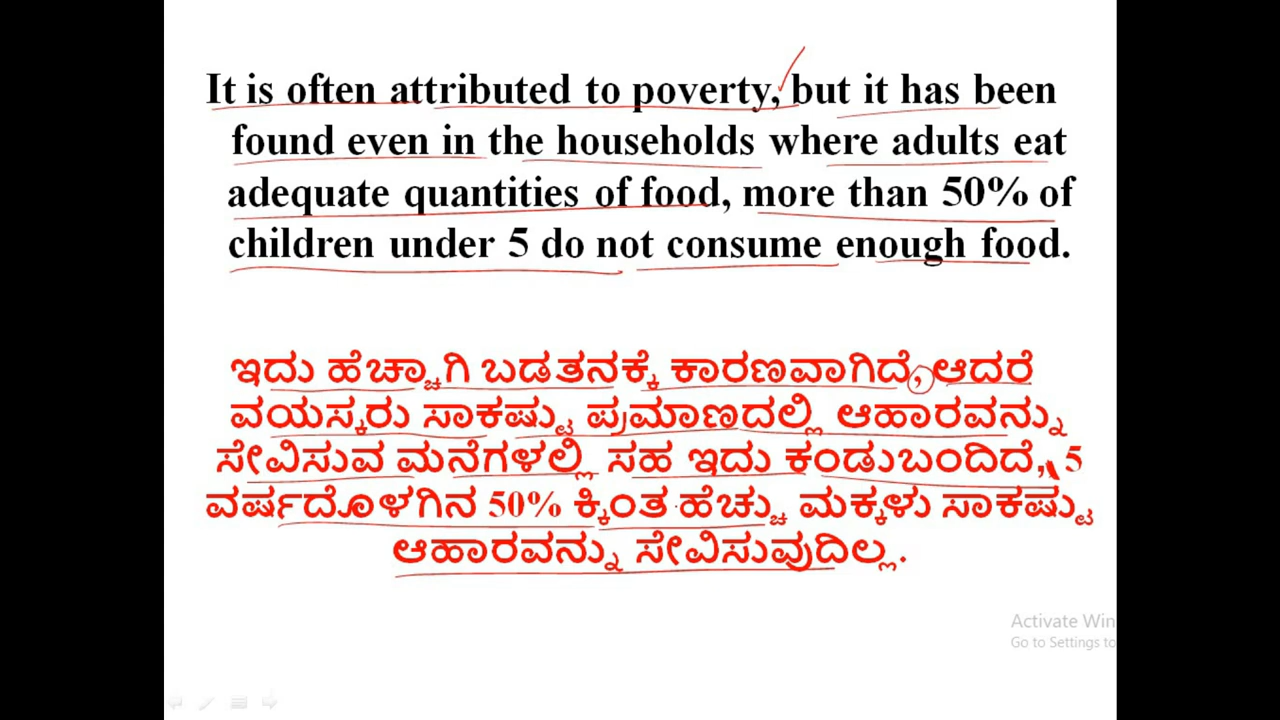 It is often attributed to poverty, but it has been
found even in the households where adults eat
adequate quantities of food, more than 50% of
children under 5 do not consume enough food.
ಇದು ಹೆಚ್ಚಾಗಿ ಬಡತನಕ್ಕೆ ಕಾರಣವಾಗಿದೆ, ಆದರೆ
ವಯಸ್ಕರು ಸಾಕಷ್ಟು ಪ್ರಮಾಣದಲ್ಲಿ ಆಹಾರವನ್ನು
ಸೇವಿಸುವ ಮನೆಗಳಲ್ಲಿ ಸಹ ಇದು ಕಂಡುಬಂದಿದೆ, 5
ವರ್ಷದೊಳಗಿನ 50% ಕ್ಕಿಂತ ಹೆಚ್ಚು ಮಕ್ಕಳು ಸಾಕಷ್ಟು
ಆಹಾರವನ್ನು ಸೇವಿಸುವುದಿಲ್ಲ.
Activate Win
Go to Settings to